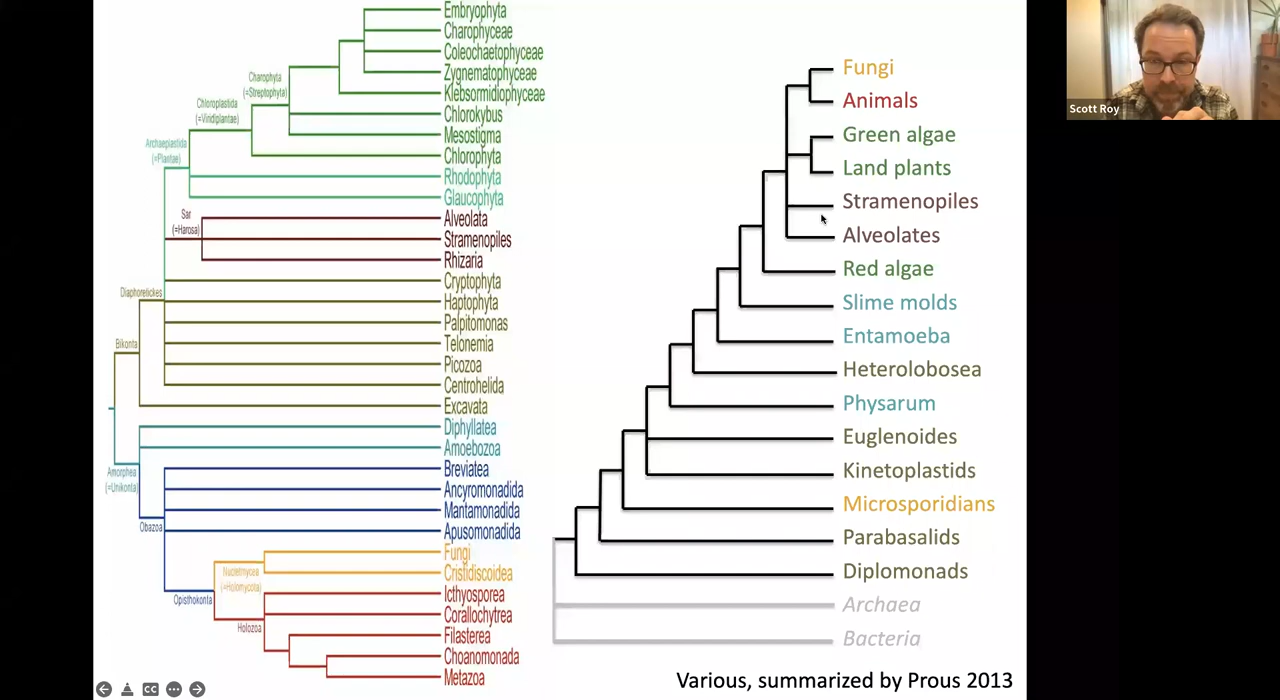 Embryophyta
Charophyceae
Coleochaetophyceae
Zygnematophyceae
Klebsormidiophyceae
Chlorokybus
Mesostigma
Chlorophyta
Rhodophyta
Glaucophyta
Alveolata
Stramenopiles
Rhizaria
Cryptophyta
Haptophyta
Palpitomonas
Telonemia
Picozoa
Centrohelida
Excavata
Diphyllatea
Amoebozoa
Breviatea
Ancyromonadida
Mantamonadida
Apusomonadida
Fungi
Cristidiscoidea
Icthyosporea
Corallochytrea
Filasterea
Choanomonada
Metazoa
Charophyta
(=Streptophyta)
Chloroplastida
(=Viridiplantae)
Archaeplastida
(=Plantae)
Sar
(=Harosa)
Diaphoretickes
Bikonta
Amorphea
(=Unikonta)
Obazoa
Nucletmycea
(=Holomycota)
Opisthokonta
Holozoa
Fungi
Animals
Green algae
Land plants
Stramenopiles
Alveolates
Red algae
Slime molds
Entamoeba
Heterolobosea
Physarum
Euglenoides
Kinetoplastids
Microsporidians
Parabasalids
Diplomonads
Archaea
Bacteria
Various, summarized by Prous 2013
CC
Scott Roy